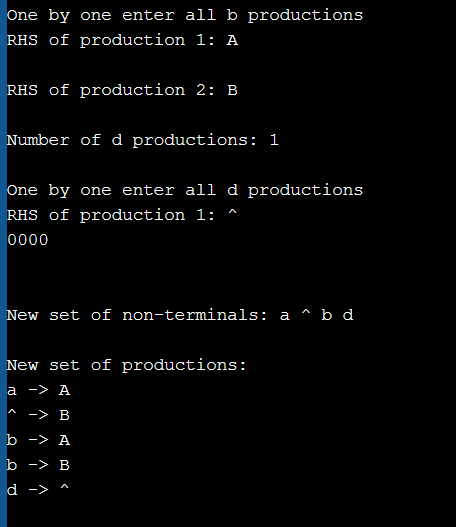 One by one enter all b productions
RHS of production 1: A
RHS of production 2: B
Number of d productions: 1
One by one enter all d productions
RHS of production 1: ^
0000
New set of non-terminals: a ^ b d
New set of productions:
a -> A
^ -> B
b -> A
b -> B
d -> ^